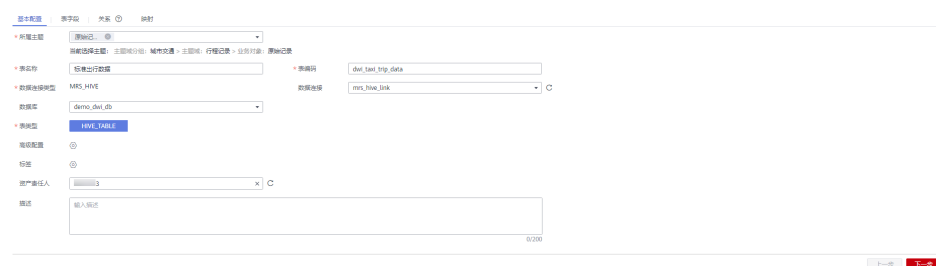 基本配置 表字段 关系 映射
* 所属主题 原始记...
当前选择主题： 主题域分组：城市交通 > 主题域：行程记录 > 业务对象：原始记录
* 表名称 标准出行数据 * 表编码 dwi_taxi_trip_data
* 数据连接类型 MRS_HIVE 数据连接 mrs_hive_link
数据库 demo_dwi_db
* 表类型 HIVE_TABLE
高级配置
标签
资产责任人 3
描述 输入描述
0/200
上一步 下一步